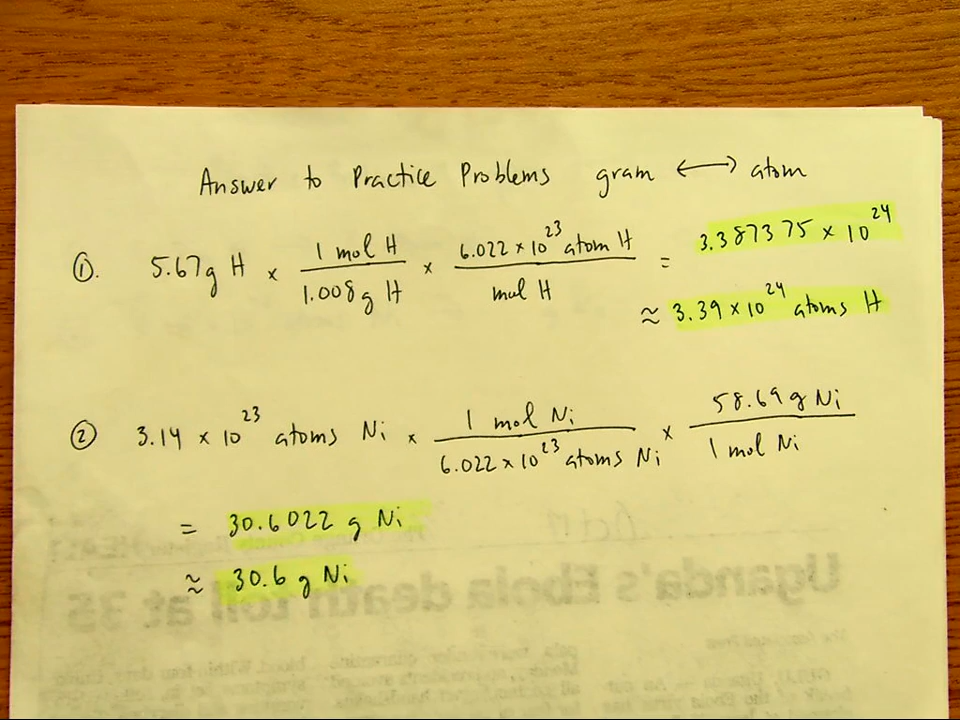 Answer to Practice Problems gram ⟷ atom
①. 5.67g H × 1 mol H / 1.008g H × 6.022 × 10^23 atom H / mol H = 3.387375 × 10^24
≈ 3.39 × 10^24 atoms H
② 3.14 × 10^23 atoms Ni × 1 mol Ni / 6.022 × 10^23 atoms Ni × 58.69 g Ni / 1 mol Ni
= 30.6022 g Ni
≈ 30.6 g Ni
Uganda's Ebola death toll at 35